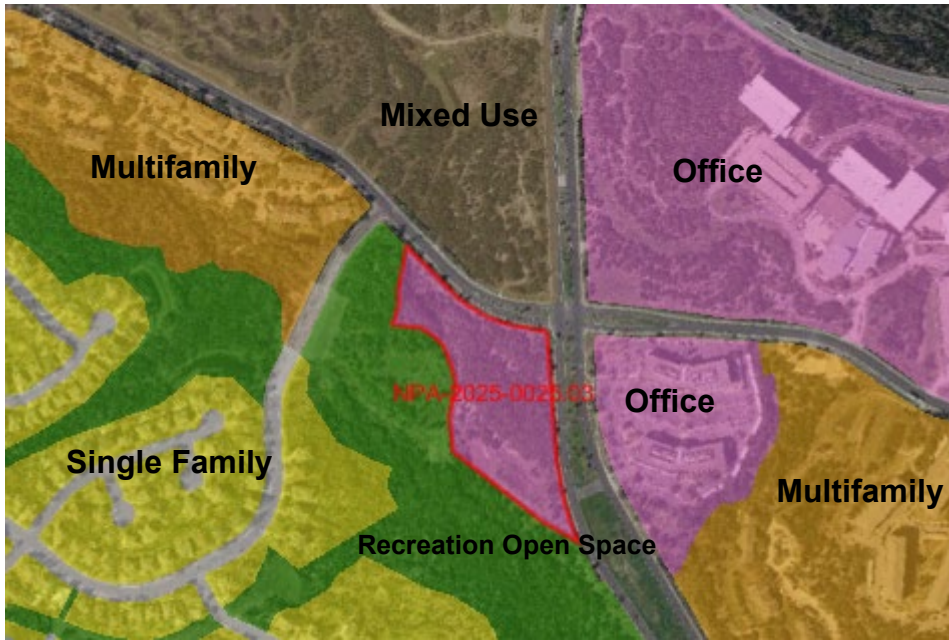 Mixed Use
Multifamily
Office
NPA-2025-0025.03
Office
Single Family
Multifamily
Recreation Open Space